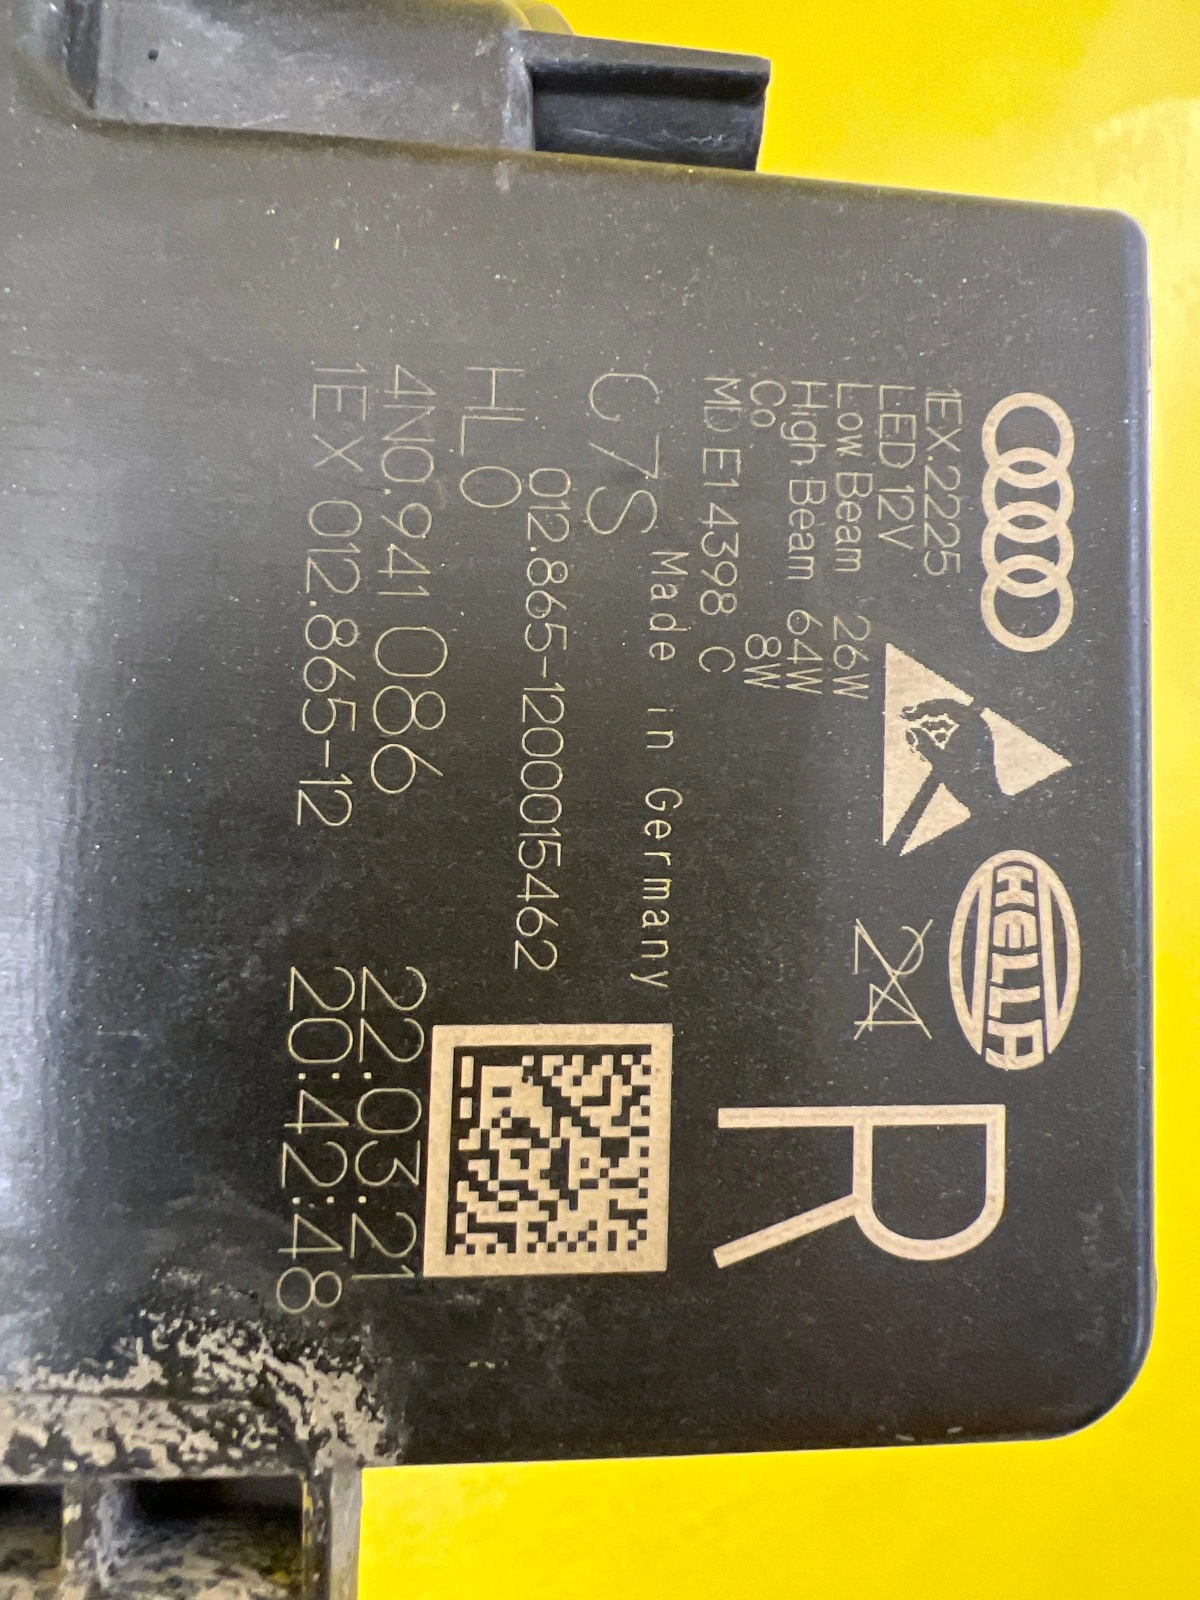 HELLA
R
1EX.2225
LED 12V
Low Beam 26W
High Beam 64W
Co 8W
MD E1 4398 C
24
Made in Germany
C7S
012.865-1200015462
HL0
4N0.941 086
22.03.21
1EX 012.865-12
20:42:48